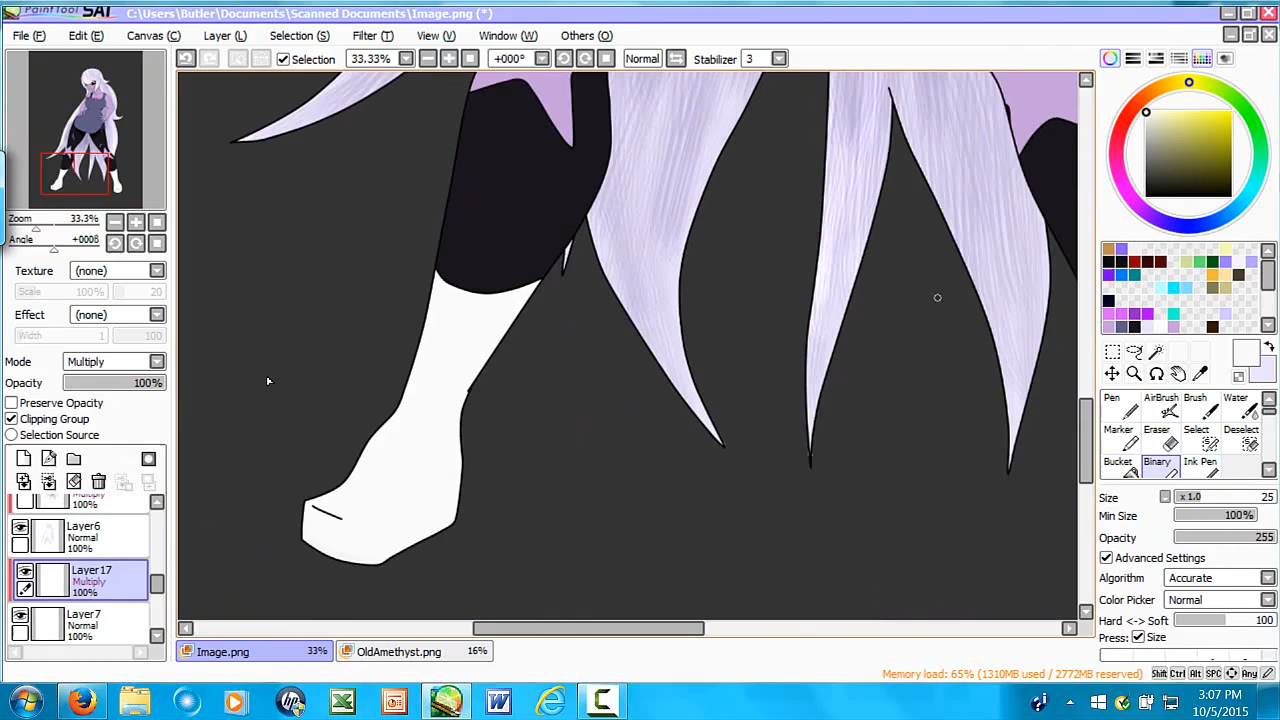 PaintTool SAI C:\Users\Butler\Documents\Scanned Documents\Image.png (*)
File (F) Edit (E) Canvas (C) Layer (L) Selection (S) Filter (T) View (V) Window (W) Others (O)
Selection 33.33% +000° Normal Stabilizer 3
Zoom 33.3%
Angle +000
Texture (none)
Scale 100% 20
Effect (none)
Width 1 100
Mode Multiply
Opacity 100%
Preserve Opacity
Clipping Group
Selection Source
Multiply
100%
Layer6
Normal
100%
Layer17
Multiply
100%
Layer7
Normal
100%
Pen AirBrush Brush Water
Marker Eraser Select Deselect
Bucket Binary Ink Pen
Size x 1.0 25
Min Size 100%
Opacity 255
Advanced Settings
Algorithm Accurate
Color Picker Normal
Hard <-> Soft 100
Press: Size
Image.png 33% OldAmethyst.png 16%
Memory load: 65% (1310MB used / 2772MB reserved)
Shift Ctrl Alt SPC Any
3:07 PM
10/5/2015